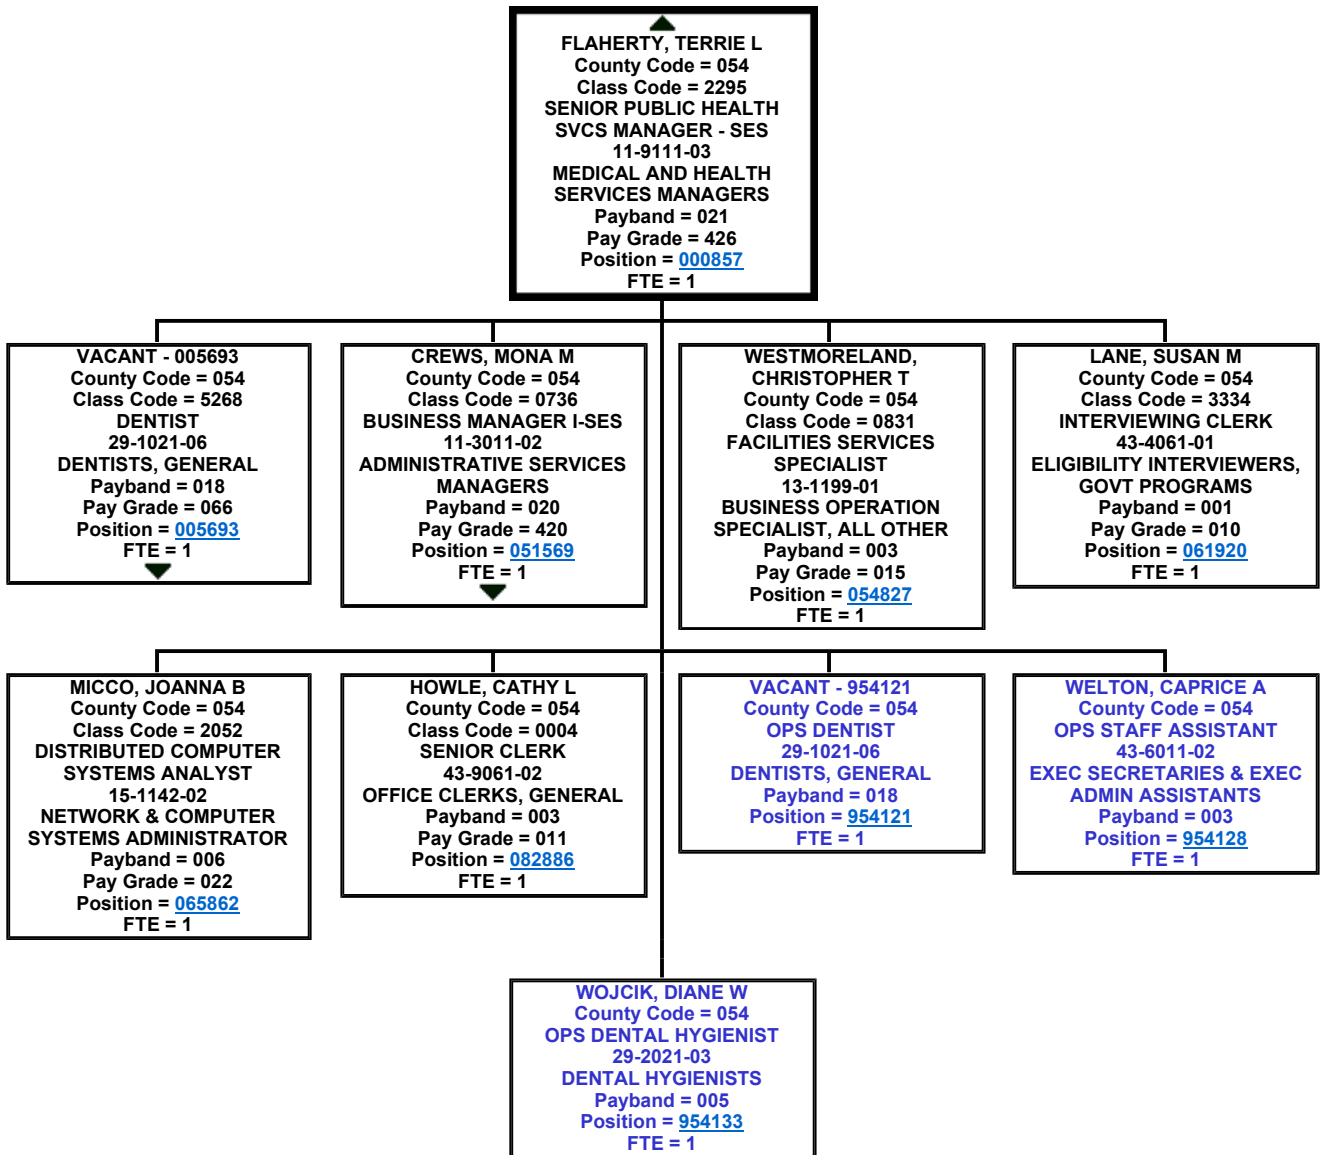 FLAHERTY, TERRIE L
County Code = 054
Class Code = 2295
SENIOR PUBLIC HEALTH
SVCS MANAGER - SES
11-9111-03
MEDICAL AND HEALTH
SERVICES MANAGERS
Payband = 021
Pay Grade = 426
Position = 000857
FTE = 1
VACANT - 005693
County Code = 054
Class Code = 5268
DENTIST
29-1021-06
DENTISTS, GENERAL
Payband = 018
Pay Grade = 066
Position = 005693
FTE = 1
CREWS, MONA M
County Code = 054
Class Code = 0736
BUSINESS MANAGER I-SES
11-3011-02
ADMINISTRATIVE SERVICES
MANAGERS
Payband = 020
Pay Grade = 420
Position = 051569
FTE = 1
WESTMORELAND,
CHRISTOPHER T
County Code = 054
Class Code = 0831
FACILITIES SERVICES
SPECIALIST
13-1199-01
BUSINESS OPERATION
SPECIALIST, ALL OTHER
Payband = 003
Pay Grade = 015
Position = 054827
FTE = 1
LANE, SUSAN M
County Code = 054
Class Code = 3334
INTERVIEWING CLERK
43-4061-01
ELIGIBILITY INTERVIEWERS,
GOVT PROGRAMS
Payband = 001
Pay Grade = 010
Position = 061920
FTE = 1
MICCO, JOANNA B
County Code = 054
Class Code = 2052
DISTRIBUTED COMPUTER
SYSTEMS ANALYST
15-1142-02
NETWORK & COMPUTER
SYSTEMS ADMINISTRATOR
Payband = 006
Pay Grade = 022
Position = 065862
FTE = 1
HOWLE, CATHY L
County Code = 054
Class Code = 0004
SENIOR CLERK
43-9061-02
OFFICE CLERKS, GENERAL
Payband = 003
Pay Grade = 011
Position = 082886
FTE = 1
VACANT - 954121
County Code = 054
OPS DENTIST
29-1021-06
DENTISTS, GENERAL
Payband = 018
Position = 954121
FTE = 1
WELTON, CAPRICE A
County Code = 054
OPS STAFF ASSISTANT
43-6011-02
EXEC SECRETARIES & EXEC
ADMIN ASSISTANTS
Payband = 003
Position = 954128
FTE = 1
WOJCIK, DIANE W
County Code = 054
OPS DENTAL HYGIENIST
29-2021-03
DENTAL HYGIENISTS
Payband = 005
Position = 954133
FTE = 1